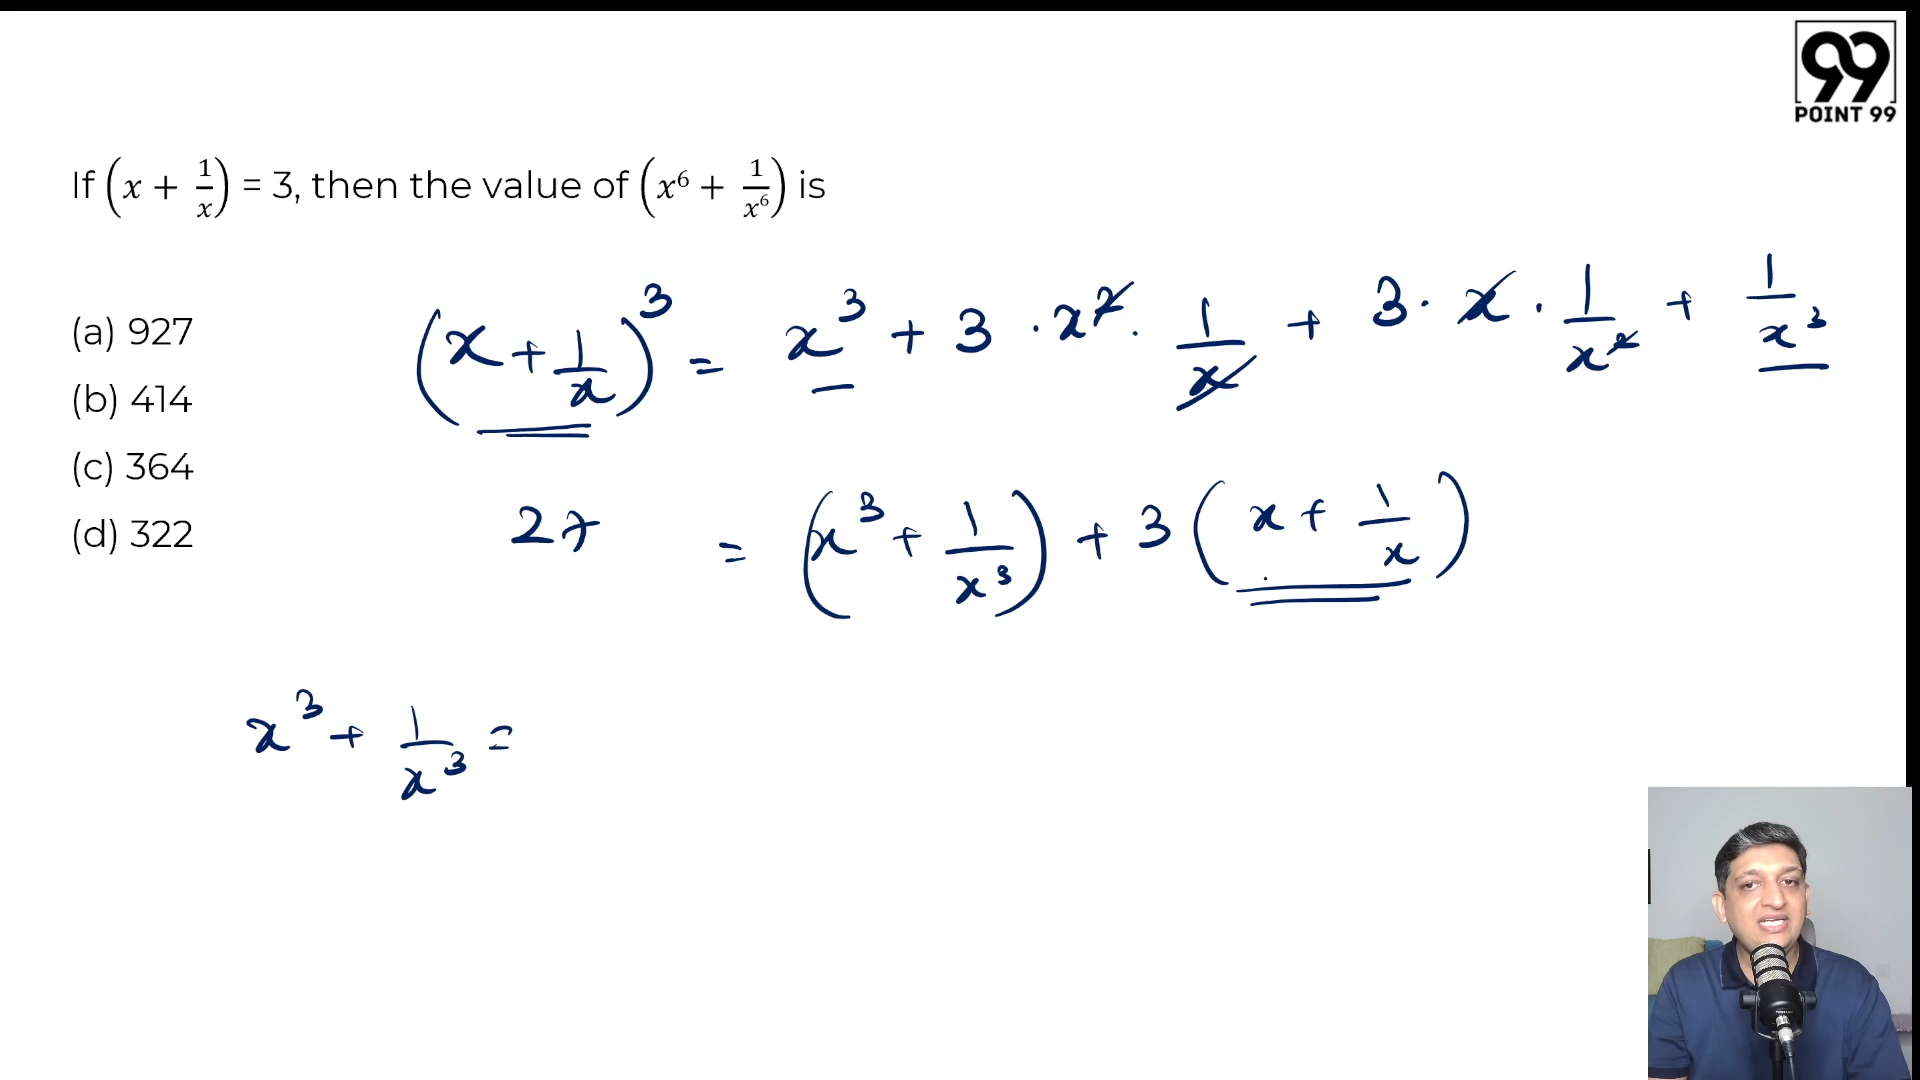 99
POINT 99
If (x + 1/x) = 3, then the value of (x⁶ + 1/x⁶) is
(a) 927
(b) 414
(c) 364
(d) 322
(x + 1/x)³ = x³ + 3 · x² · 1/x + 3 · x · 1/x² + 1/x³
27 = (x³ + 1/x³) + 3 (x + 1/x)
x³ + 1/x³ =